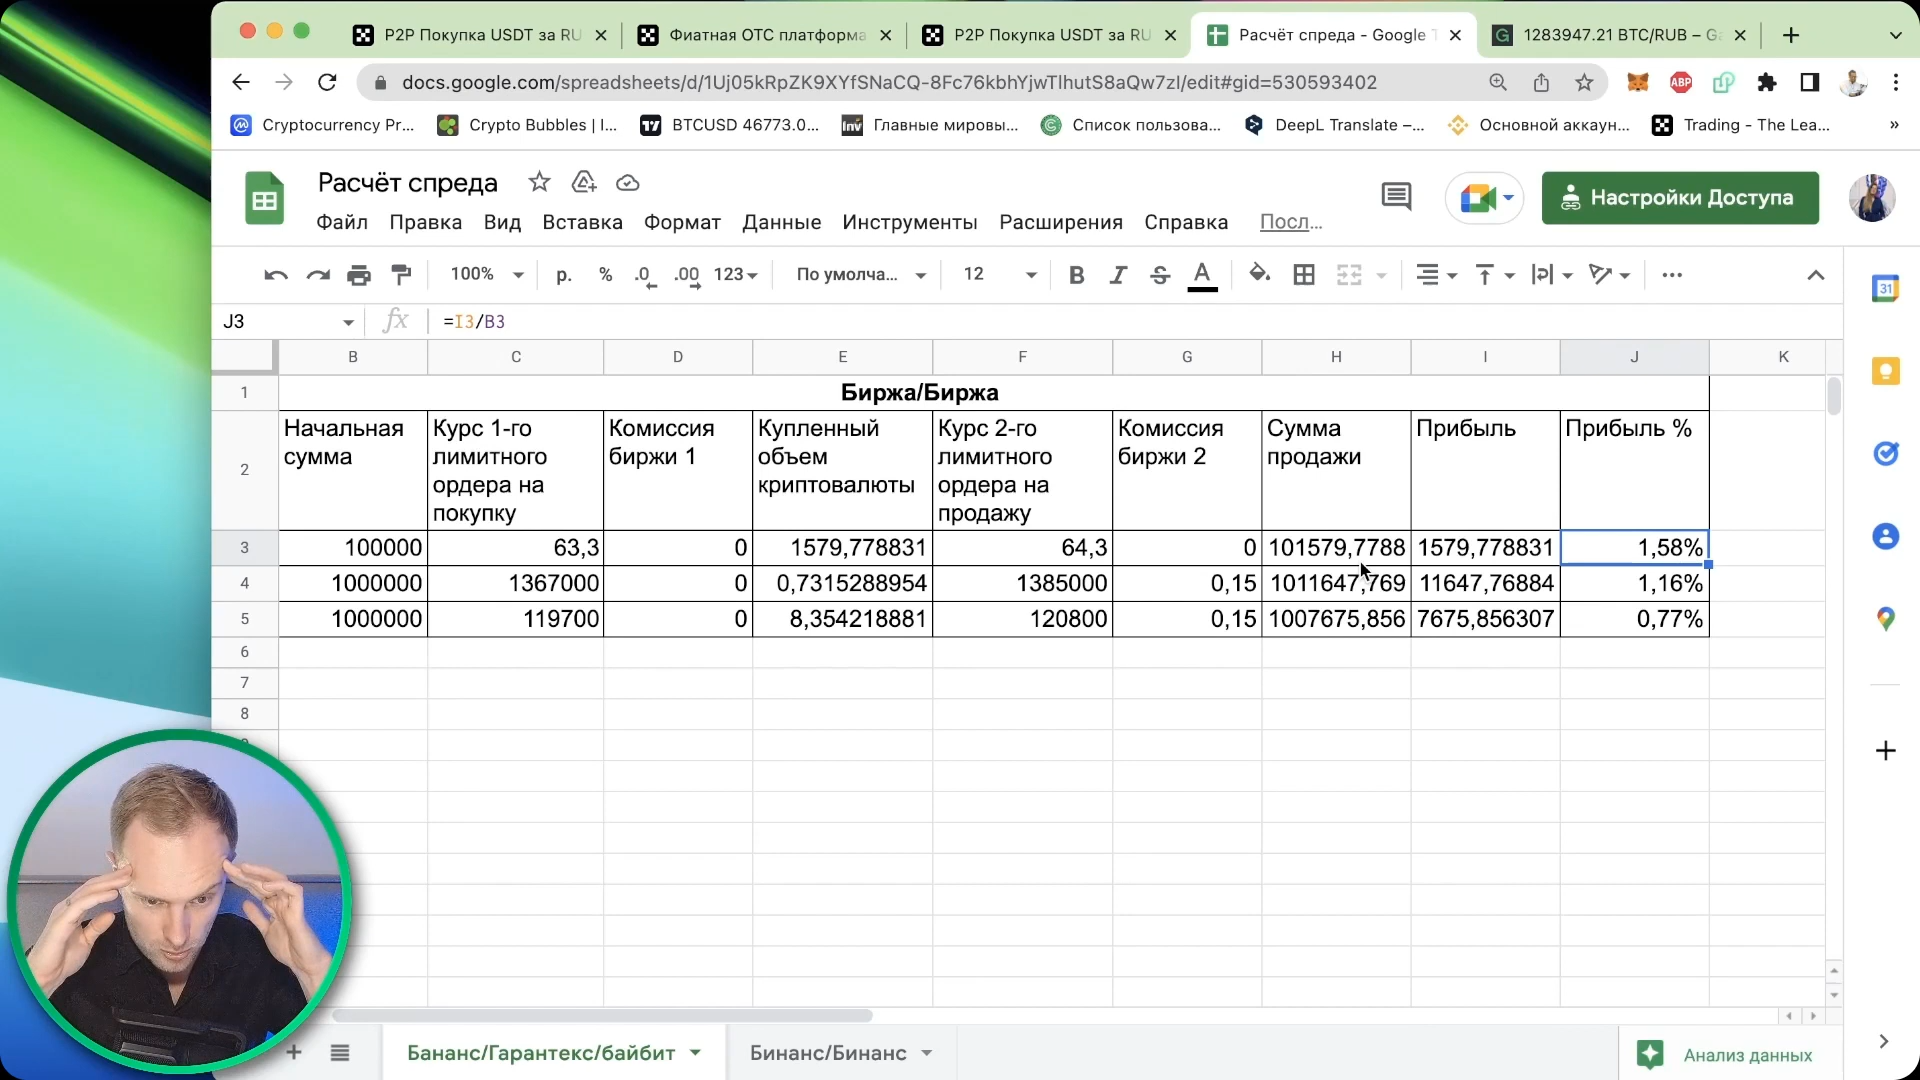 P2P Покупка USDT за RU
Фиатная ОТС платформа
P2P Покупка USDT за RU
Расчёт спреда - Google Т
1283947.21 BTC/RUB – Ga
docs.google.com/spreadsheets/d/1Uj05kRpZK9XYfSNaCQ-8Fc76kbhYjwTlhutS8aQw7zI/edit#gid=530593402
ABP
Cryptocurrency Pr...
Crypto Bubbles | I...
BTCUSD 46773.0...
Inv
Главные мировы...
Список пользова...
DeepL Translate –...
Основной аккаун...
Trading - The Lea...
»
Расчёт спреда
Настройки Доступа
Файл Правка Вид Вставка Формат Данные Инструменты Расширения Справка Посл...
100% р. % .0 .00 123 По умолча... 12 B I S A ...
31
J3 fx =I3/B3
B C D E F G H I J K
1 Биржа/Биржа
2 Начальная сумма Курс 1-го лимитного ордера на покупку Комиссия биржи 1 Купленный объем криптовалюты Курс 2-го лимитного ордера на продажу Комиссия биржи 2 Сумма продажи Прибыль Прибыль %
3 100000 63,3 0 1579,778831 64,3 0 101579,7788 1579,778831 1,58%
4 1000000 1367000 0 0,7315288954 1385000 0,15 1011647,769 11647,76884 1,16%
5 1000000 119700 0 8,354218881 120800 0,15 1007675,856 7675,856307 0,77%
6
7
8
Бананс/Гарантекс/байбит
Бинанс/Бинанс
Анализ данных